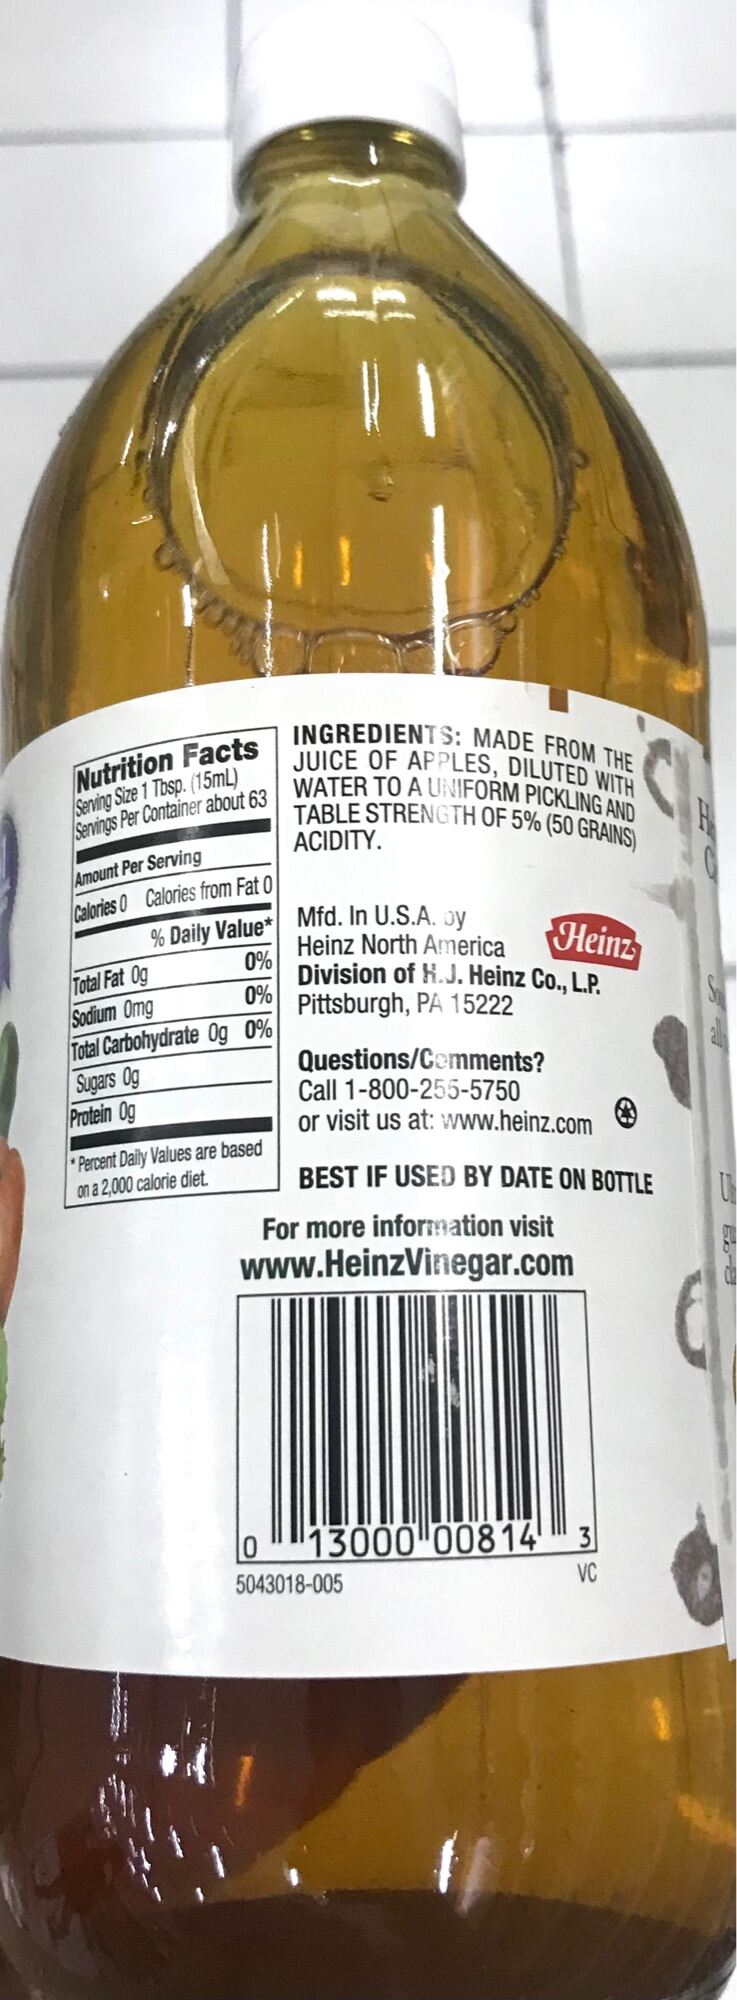 Nutrition Facts
Serving Size 1 Tbsp. (15mL)
Servings Per Container about 63
Amount Per Serving
Calories 0 Calories from Fat 0
% Daily Value*
Total Fat 0g 0%
Sodium 0mg 0%
Total Carbohydrate 0g 0%
Sugars 0g
Protein 0g
* Percent Daily Values are based
on a 2,000 calorie diet.
INGREDIENTS: MADE FROM THE
JUICE OF APPLES, DILUTED WITH
WATER TO A UNIFORM PICKLING AND
TABLE STRENGTH OF 5% (50 GRAINS)
ACIDITY.
Mfd. In U.S.A. by
Heinz North America
Division of H.J. Heinz Co., L.P.
Pittsburgh, PA 15222
Heinz
Questions/Comments?
Call 1-800-255-5750
or visit us at: www.heinz.com
BEST IF USED BY DATE ON BOTTLE
For more information visit
www.HeinzVinegar.com
0 13000 00814 3
5043018-005
VC